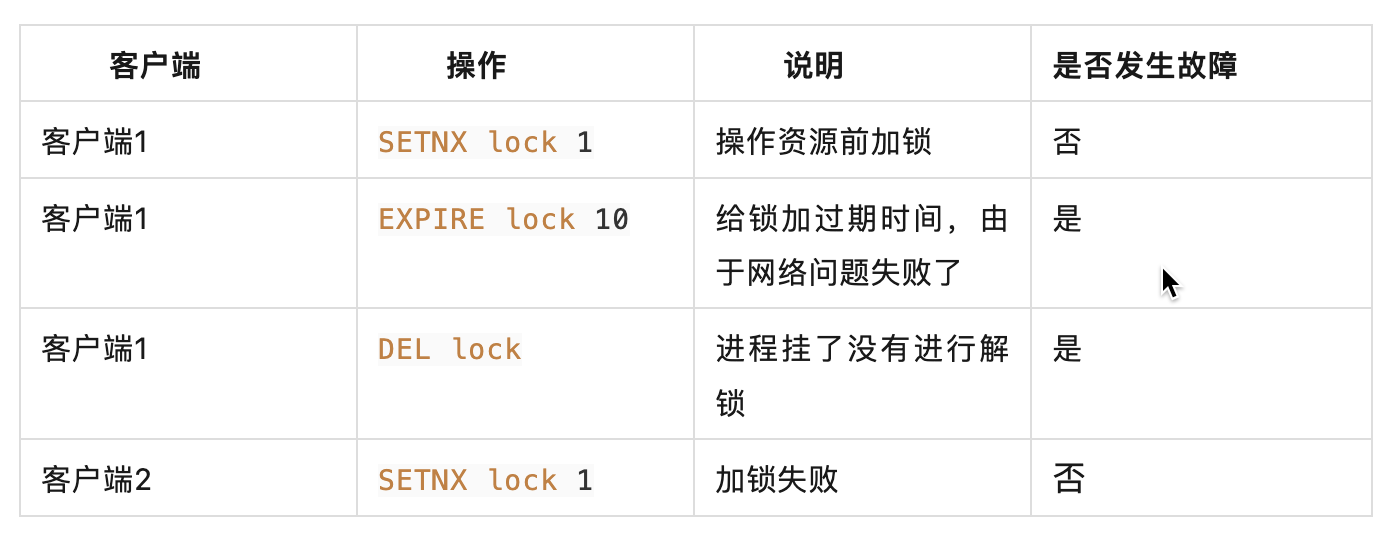 客户端 操作 说明 是否发生故障
客户端1 SETNX lock 1 操作资源前加锁 否
客户端1 EXPIRE lock 10 给锁加过期时间，由 是
于网络问题失败了
客户端1 DEL lock 进程挂了没有进行解 是
锁
客户端2 SETNX lock 1 加锁失败 否